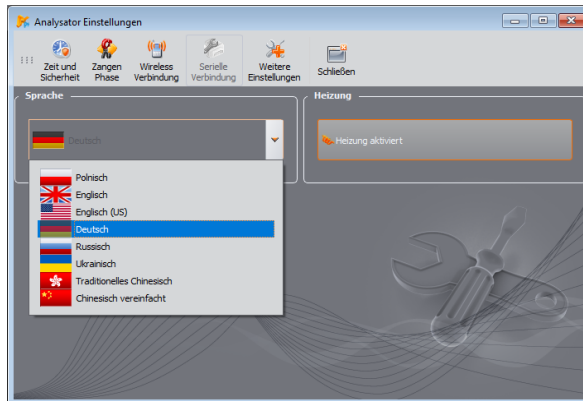 Analysator Einstellungen
Zeit und
Sicherheit
Zangen
Phase
Wireless
Verbindung
Serielle
Verbindung
Weitere
Einstellungen
Schließen
Sprache
Deutsch
Polnisch
Englisch
Englisch (US)
Deutsch
Russisch
Ukrainisch
Traditionelles Chinesisch
Chinesisch vereinfacht
Heizung
Heizung aktiviert